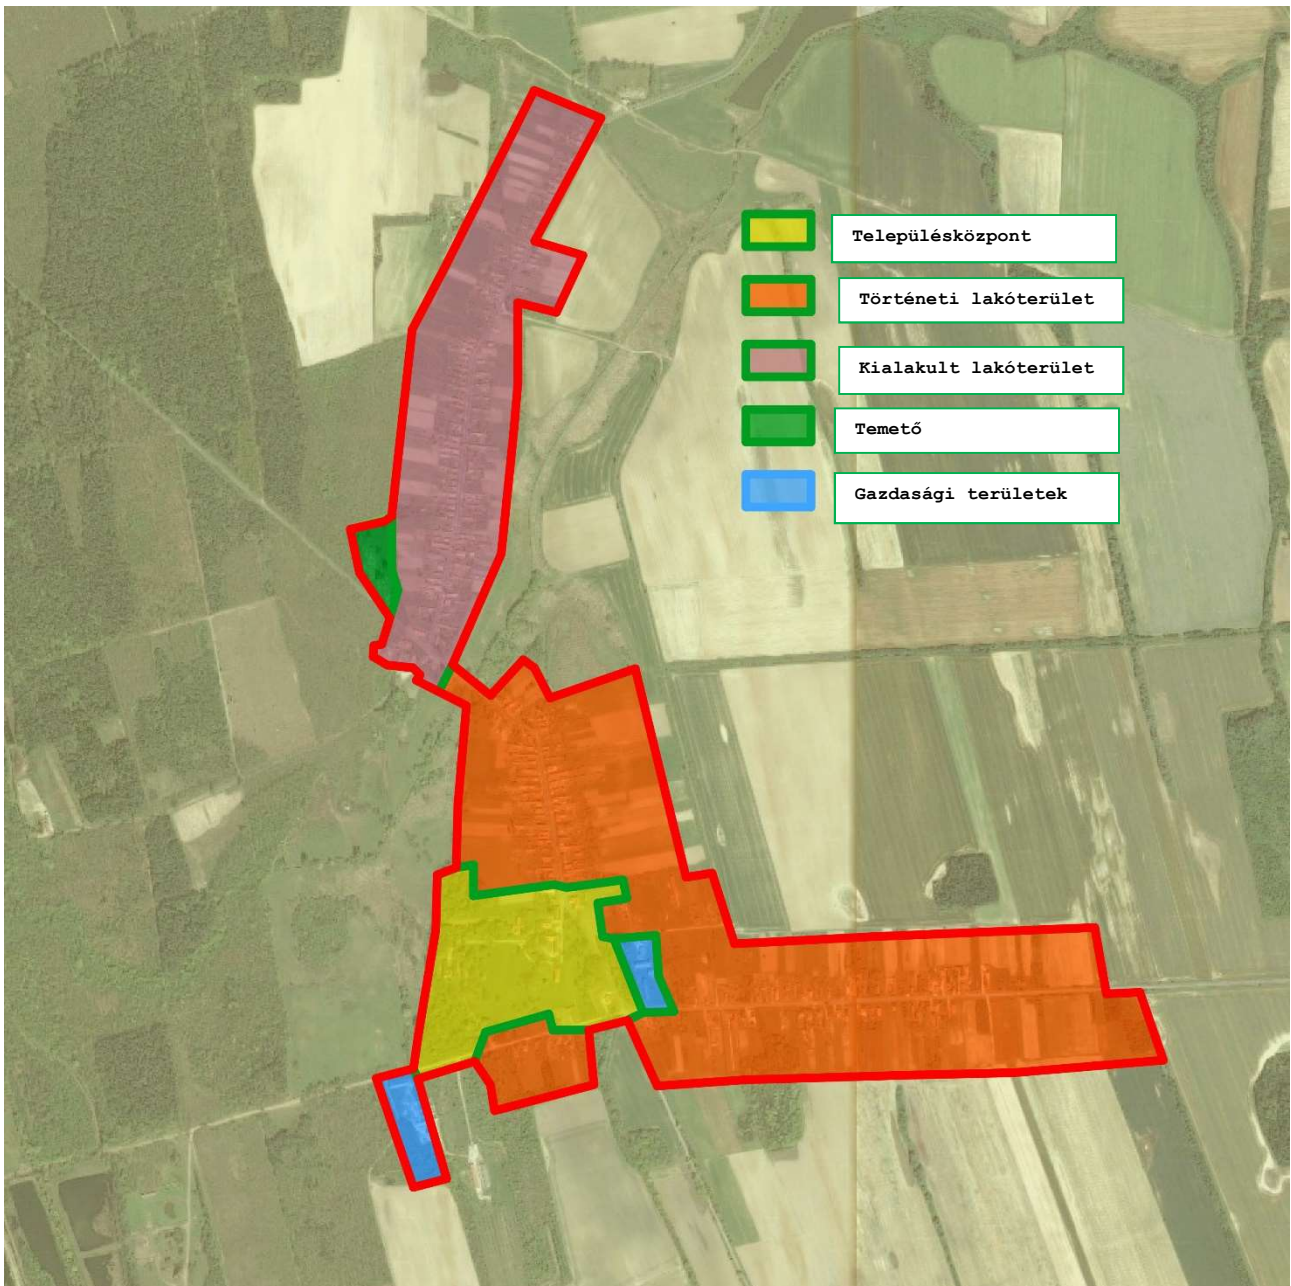 Településközpont
Történeti lakóterület
Kialakult lakóterület
Temető
Gazdasági területek